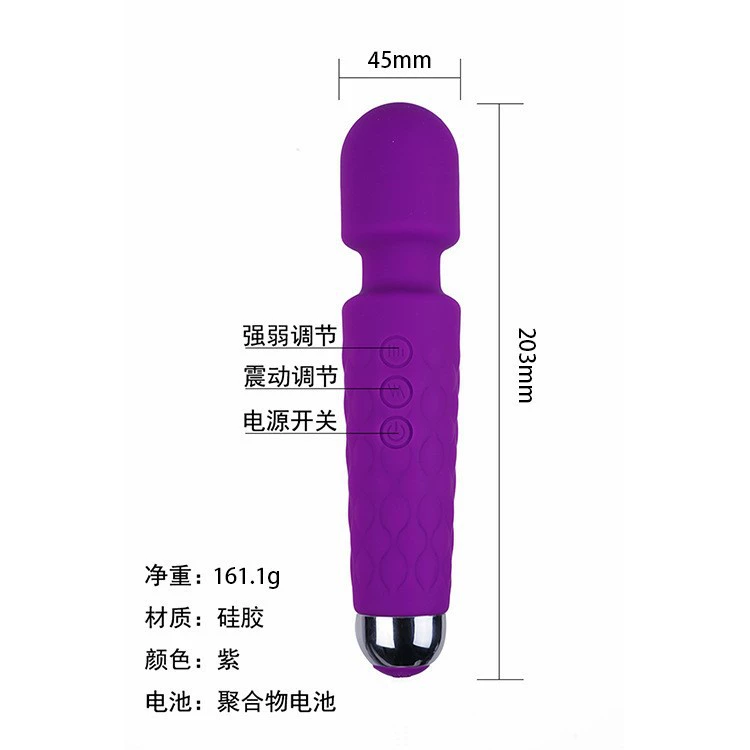 45mm
203mm
强弱调节
震动调节
电源开关
净重：161.1g
材质：硅胶
颜色：紫
电池：聚合物电池